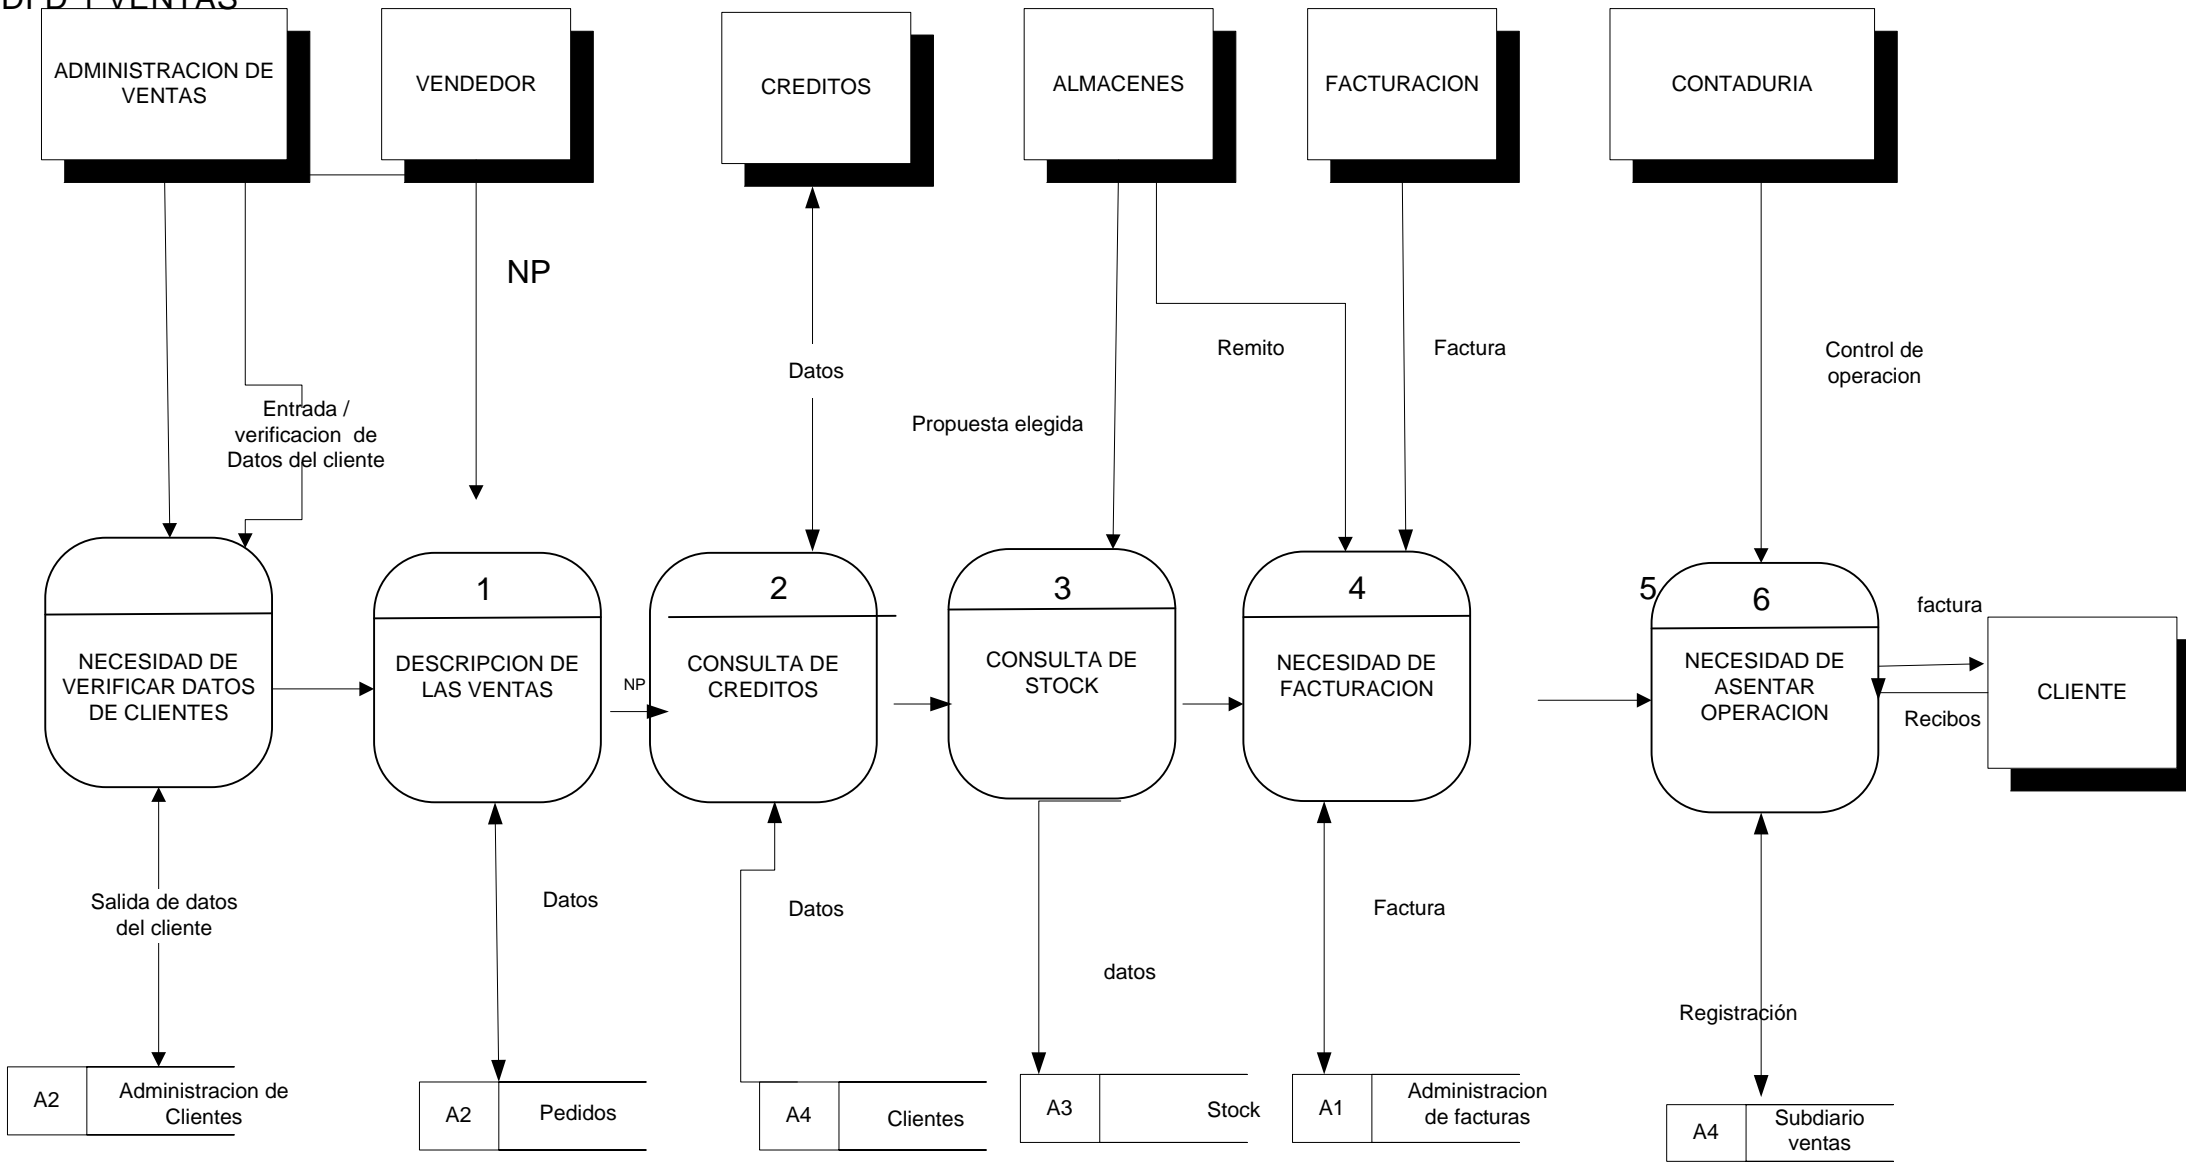 DFD 1 VENTAS
ADMINISTRACION DE
VENTAS
VENDEDOR
CREDITOS
ALMACENES
FACTURACION
CONTADURIA
NP
Datos
Remito
Factura
Control de
operacion
Entrada /
verificacion de
Datos del cliente
Propuesta elegida
1
2
3
4
5
6
NECESIDAD DE
VERIFICAR DATOS
DE CLIENTES
DESCRIPCION DE
LAS VENTAS
NP
CONSULTA DE
CREDITOS
CONSULTA DE
STOCK
NECESIDAD DE
FACTURACION
NECESIDAD DE
ASENTAR
OPERACION
factura
Recibos
CLIENTE
Salida de datos
del cliente
Datos
Datos
datos
Factura
Registración
A2
Administracion de
Clientes
A2
Pedidos
A4
Clientes
A3
Stock
A1
Administracion
de facturas
A4
Subdiario
ventas